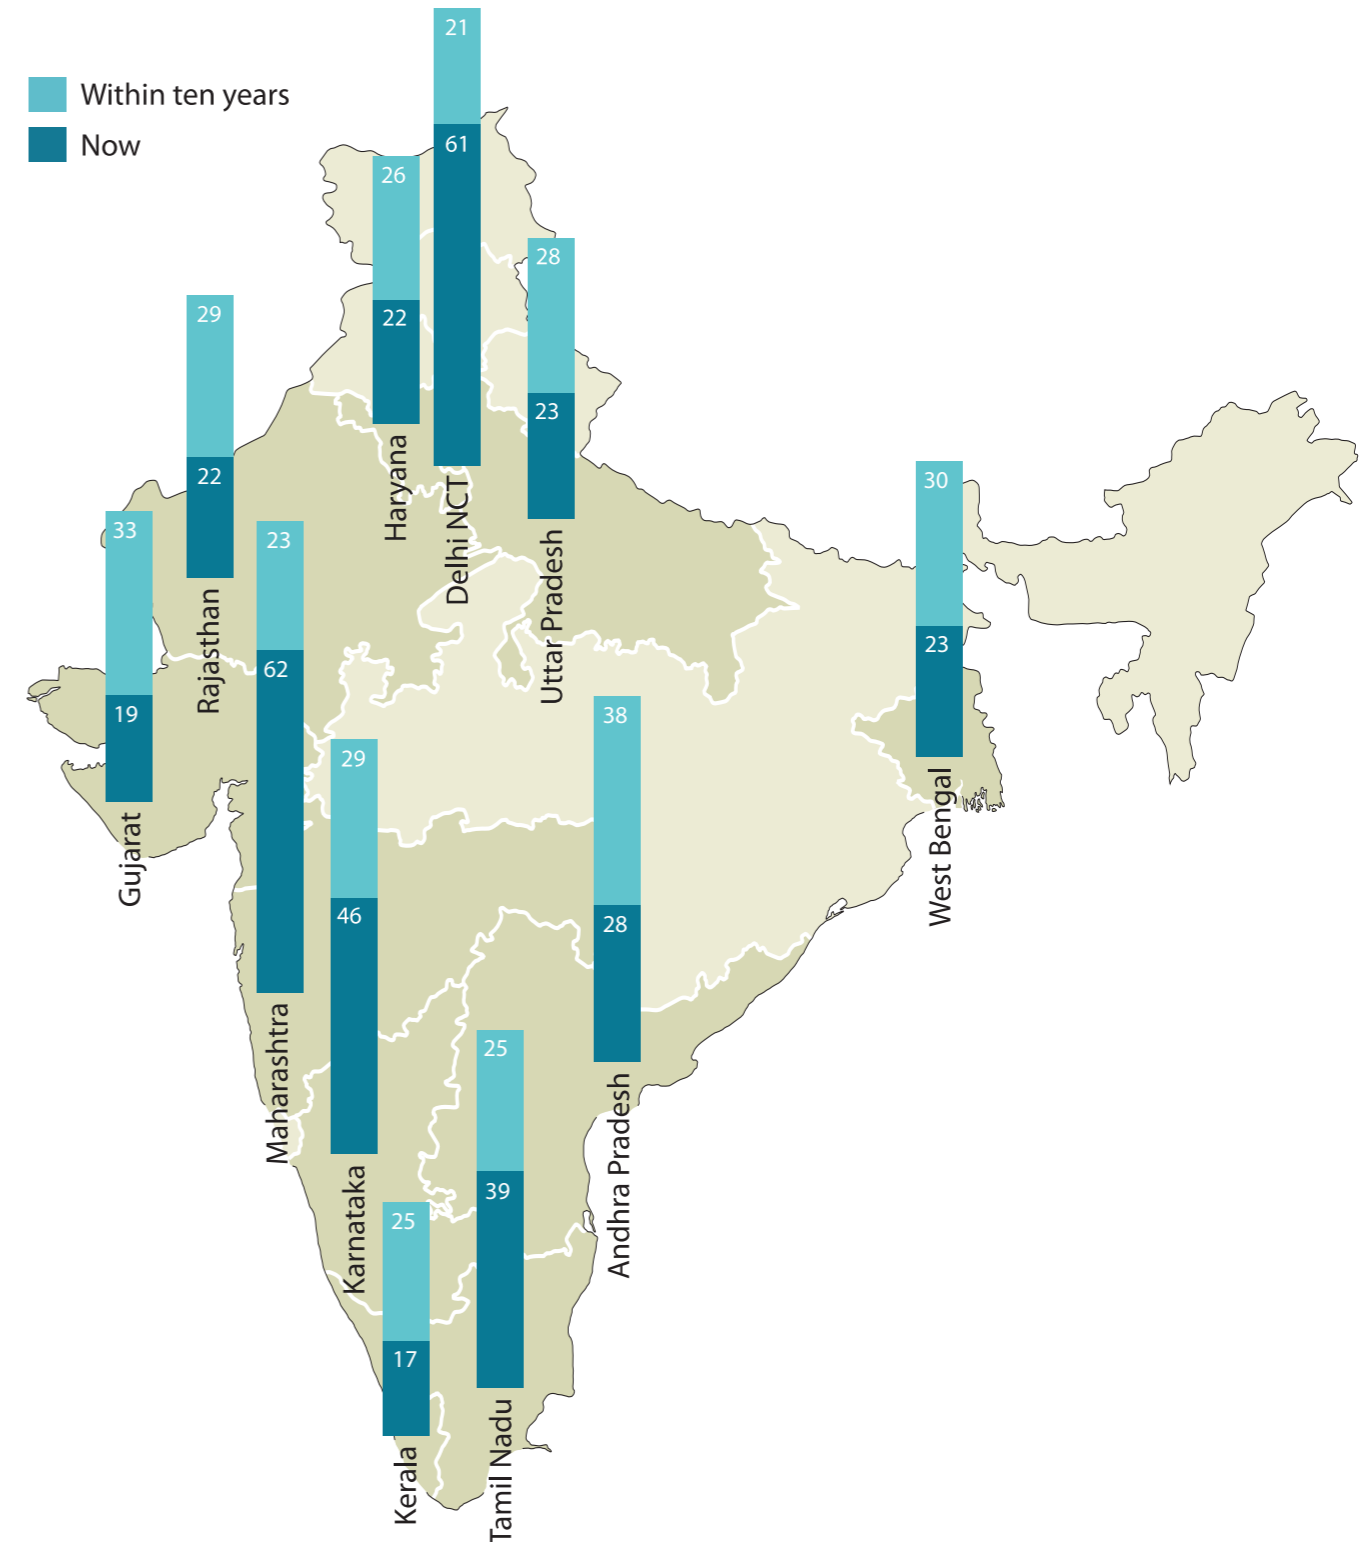 Within ten years
Now
21
61
Delhi NCT
26
22
Haryana
28
23
Uttar Pradesh
29
22
Rajasthan
30
23
West Bengal
33
19
Gujarat
23
62
Maharashtra
38
28
Andhra Pradesh
29
46
Karnataka
25
39
Tamil Nadu
25
17
Kerala